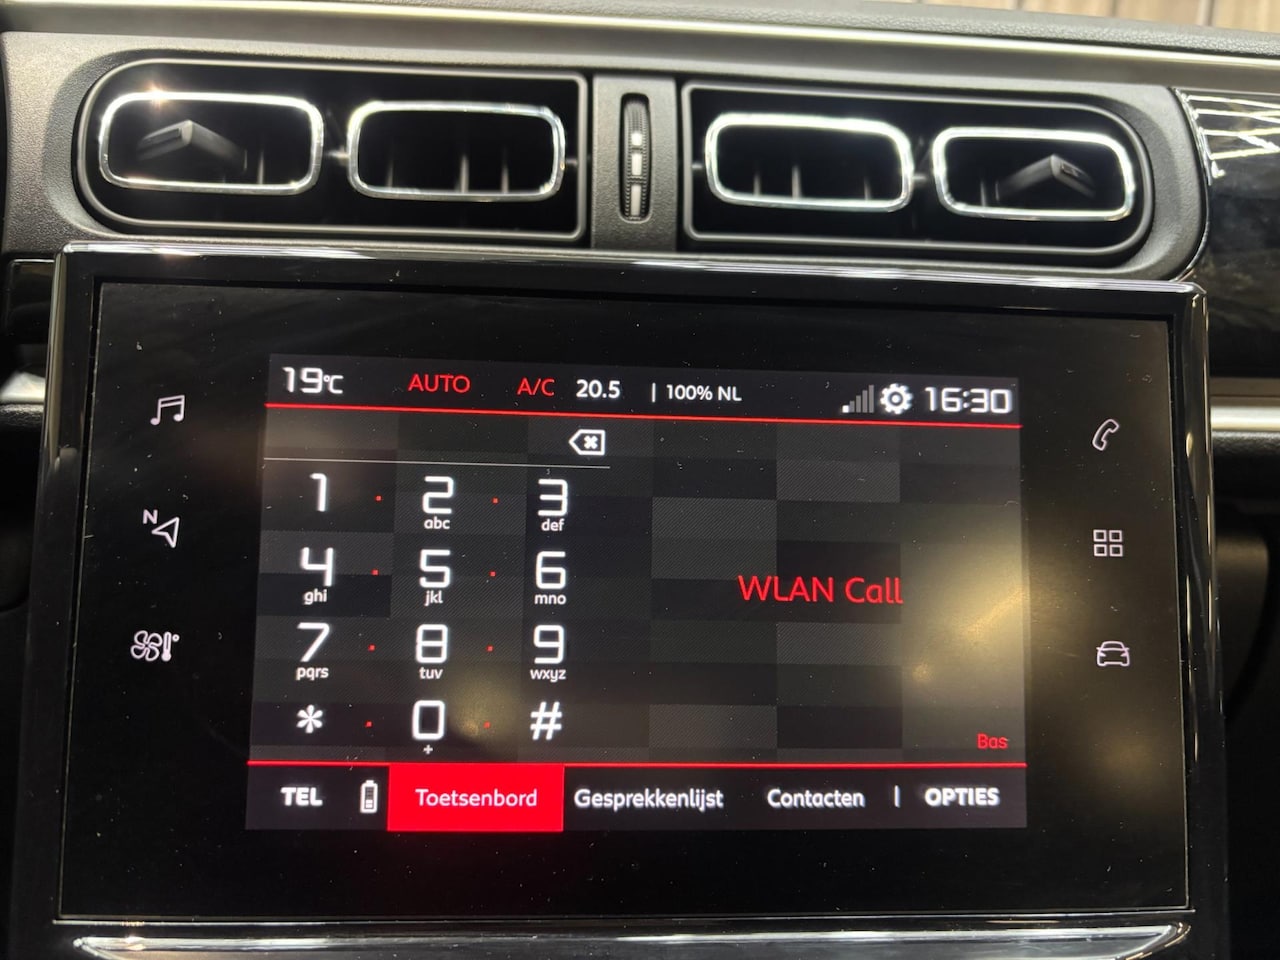 19°C AUTO A/C 20.5 | 100% NL 16:30
1 2 3
abc def
4 5 6
ghi jkl mno
WLAN Call
7 8 9
pqrs tuv wxyz
* 0 #
+
Bas
TEL Toetsenbord Gesprekkenlijst Contacten | OPTIES
N